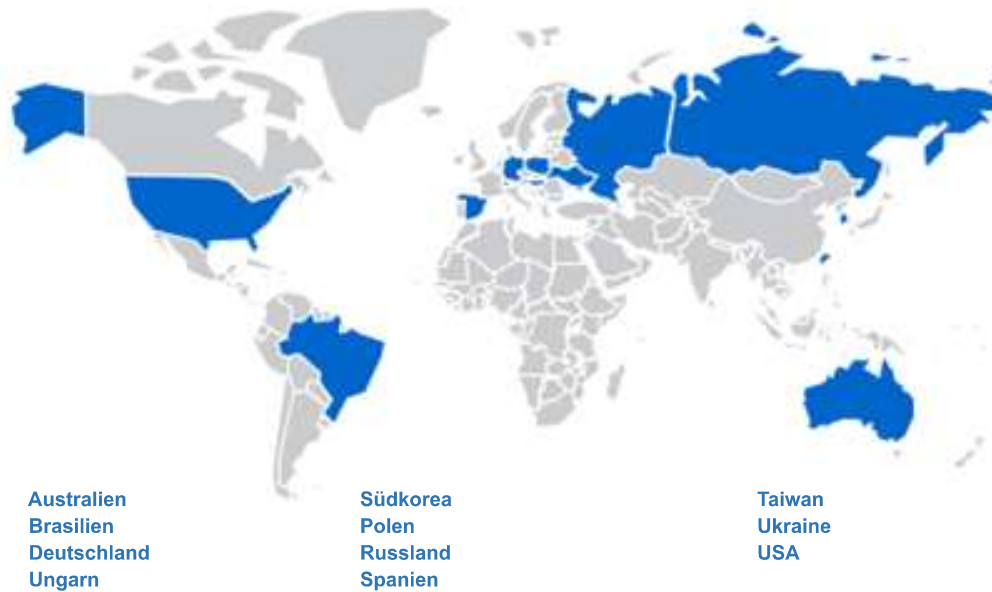 Australien
Brasilien
Deutschland
Ungarn
Südkorea
Polen
Russland
Spanien
Taiwan
Ukraine
USA